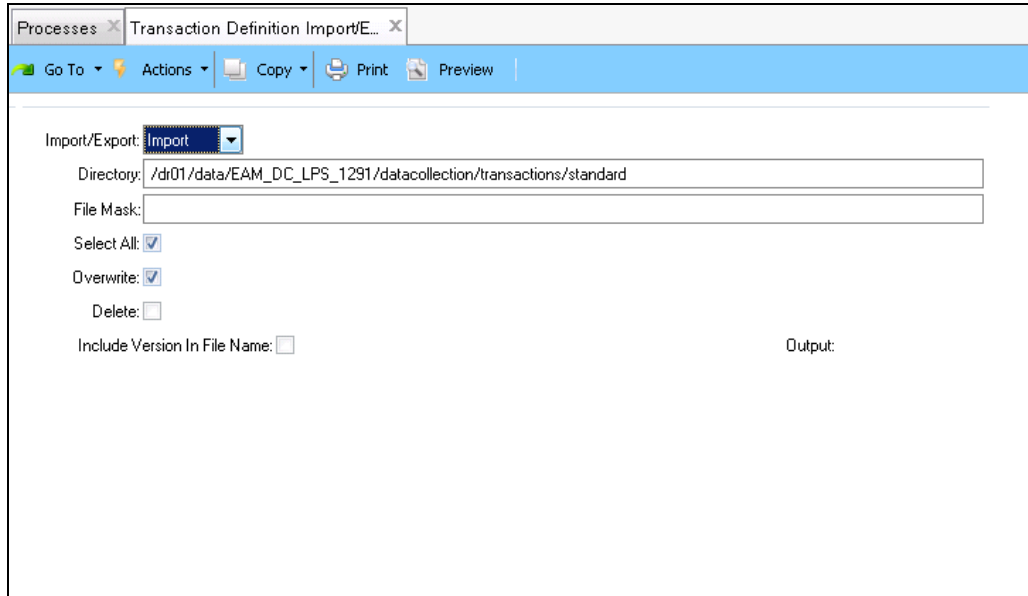 Processes Transaction Definition Import/E...
Go To Actions Copy Print Preview
Import/Export: Import
Directory: /dr01/data/EAM_DC_LPS_1291/datacollection/transactions/standard
File Mask:
Select All:
Overwrite:
Delete:
Include Version In File Name: Output: